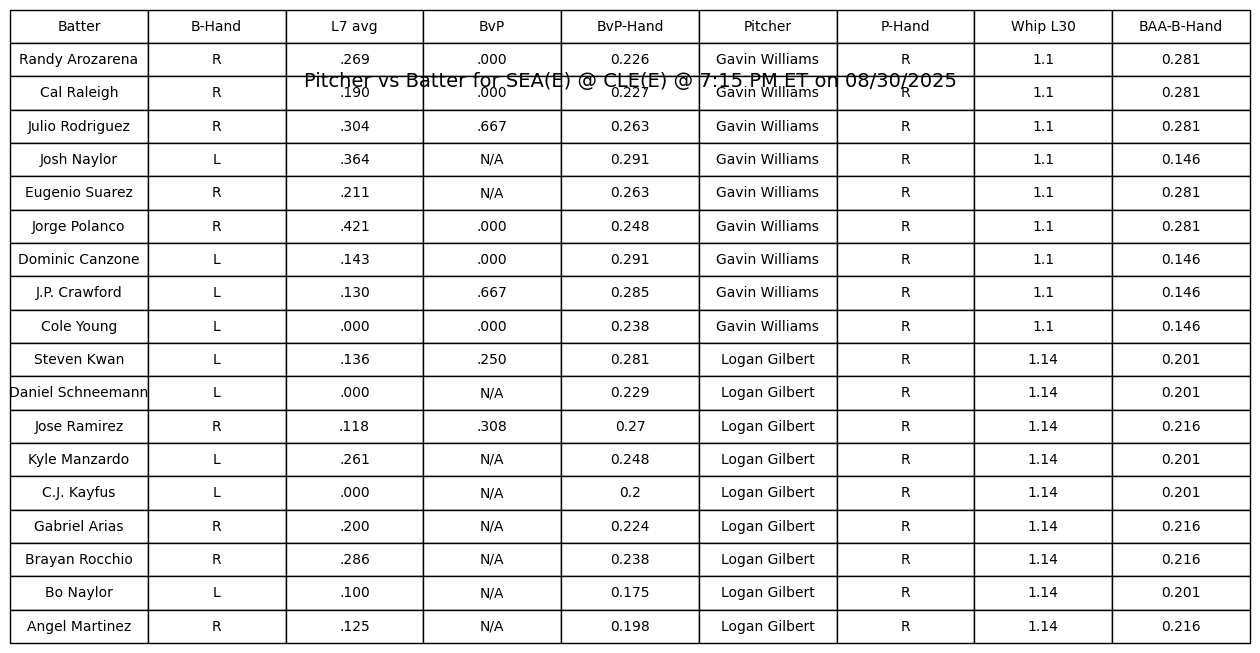 Batter B-Hand L7 avg BvP BvP-Hand Pitcher P-Hand Whip L30 BAA-B-Hand
Randy Arozarena R .269 .000 0.226 Gavin Williams R 1.1 0.281
Pitcher vs Batter for SEA(E) @ CLE(E) @ 7:15 PM ET on 08/30/2025
Cal Raleigh R .190 .000 0.227 Gavin Williams R 1.1 0.281
Julio Rodriguez R .304 .667 0.263 Gavin Williams R 1.1 0.281
Josh Naylor L .364 N/A 0.291 Gavin Williams R 1.1 0.146
Eugenio Suarez R .211 N/A 0.263 Gavin Williams R 1.1 0.281
Jorge Polanco R .421 .000 0.248 Gavin Williams R 1.1 0.281
Dominic Canzone L .143 .000 0.291 Gavin Williams R 1.1 0.146
J.P. Crawford L .130 .667 0.285 Gavin Williams R 1.1 0.146
Cole Young L .000 .000 0.238 Gavin Williams R 1.1 0.146
Steven Kwan L .136 .250 0.281 Logan Gilbert R 1.14 0.201
Daniel Schneemann L .000 N/A 0.229 Logan Gilbert R 1.14 0.201
Jose Ramirez R .118 .308 0.27 Logan Gilbert R 1.14 0.216
Kyle Manzardo L .261 N/A 0.248 Logan Gilbert R 1.14 0.201
C.J. Kayfus L .000 N/A 0.2 Logan Gilbert R 1.14 0.201
Gabriel Arias R .200 N/A 0.224 Logan Gilbert R 1.14 0.216
Brayan Rocchio R .286 N/A 0.238 Logan Gilbert R 1.14 0.216
Bo Naylor L .100 N/A 0.175 Logan Gilbert R 1.14 0.201
Angel Martinez R .125 N/A 0.198 Logan Gilbert R 1.14 0.216